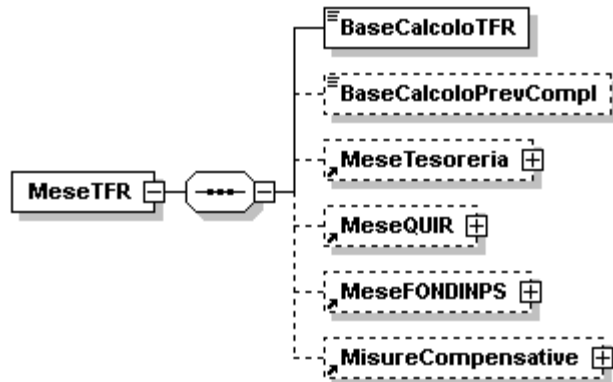 BaseCalcoloTFR
BaseCalcoloPrevCompl
MeseTesoreria
MeseTFR
MeseQUIR
MeseFONDINPS
MisureCompensative